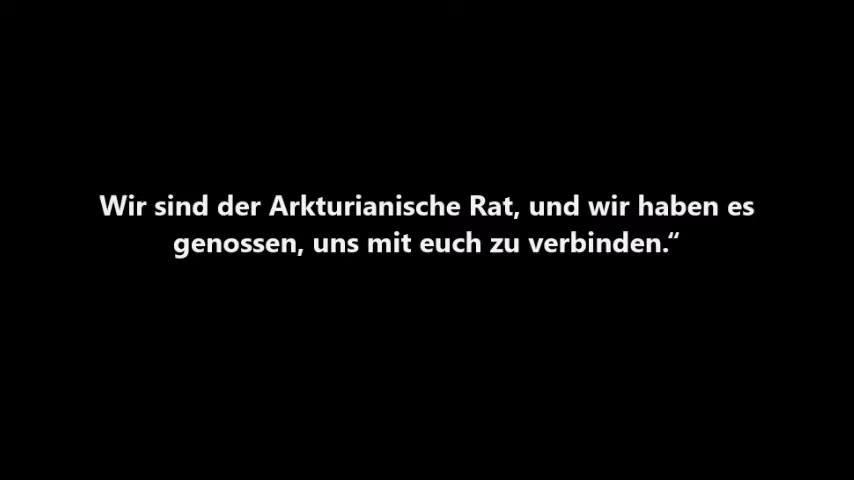 Wir sind der Arkturianische Rat, und wir haben es
genossen, uns mit euch zu verbinden.“